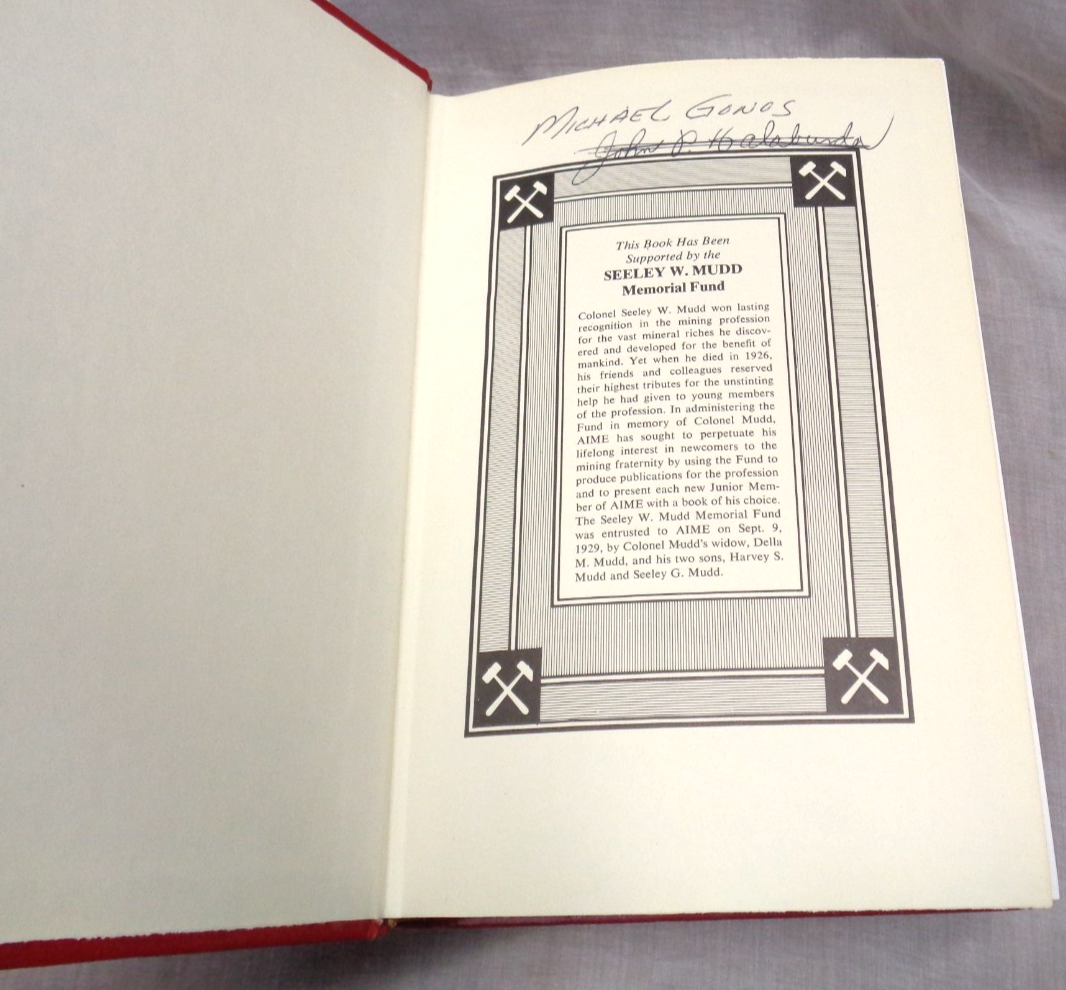 MICHAEL GONOS
John P.
This Book Has Been
Supported by the
SEELEY W. MUDD
Memorial Fund
Colonel Seeley W. Mudd won lasting
recognition in the mining profession
for the vast mineral riches he discov-
ered and developed for the benefit of
mankind. Yet when he died in 1926,
his friends and colleagues reserved
their highest tributes for the unstinting
help he had given to young members
of the profession. In administering the
Fund in memory of Colonel Mudd,
AIME has sought to perpetuate his
lifelong interest in newcomers to the
mining fraternity by using the Fund to
produce publications for the profession
and to present each new Junior Mem-
ber of AIME with a book of his choice.
The Seeley W. Mudd Memorial Fund
was entrusted to AIME on Sept. 9,
1929, by Colonel Mudd's widow, Della
M. Mudd, and his two sons, Harvey S.
Mudd and Seeley G. Mudd.